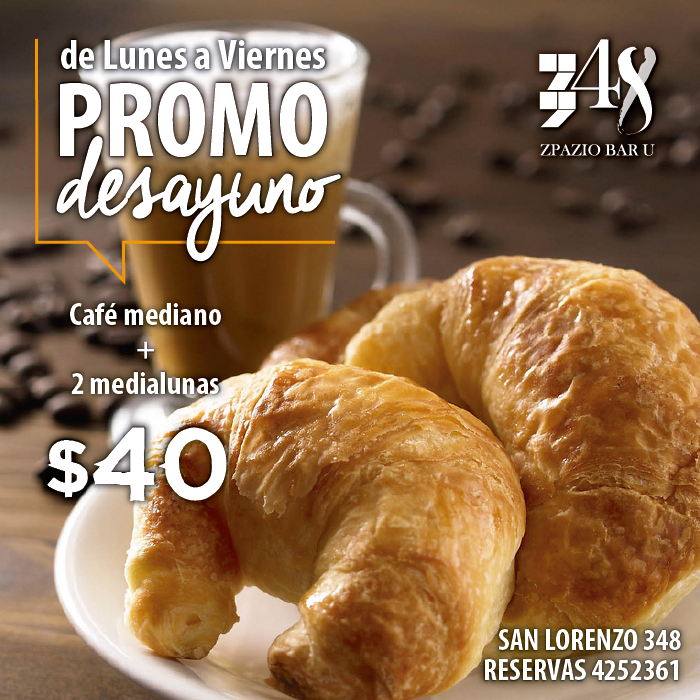 de Lunes a Viernes
PROMO
desayuno
348
ZPAZIO BAR U
Café mediano
+
2 medialunas
$40
SAN LORENZO 348
RESERVAS 4252361